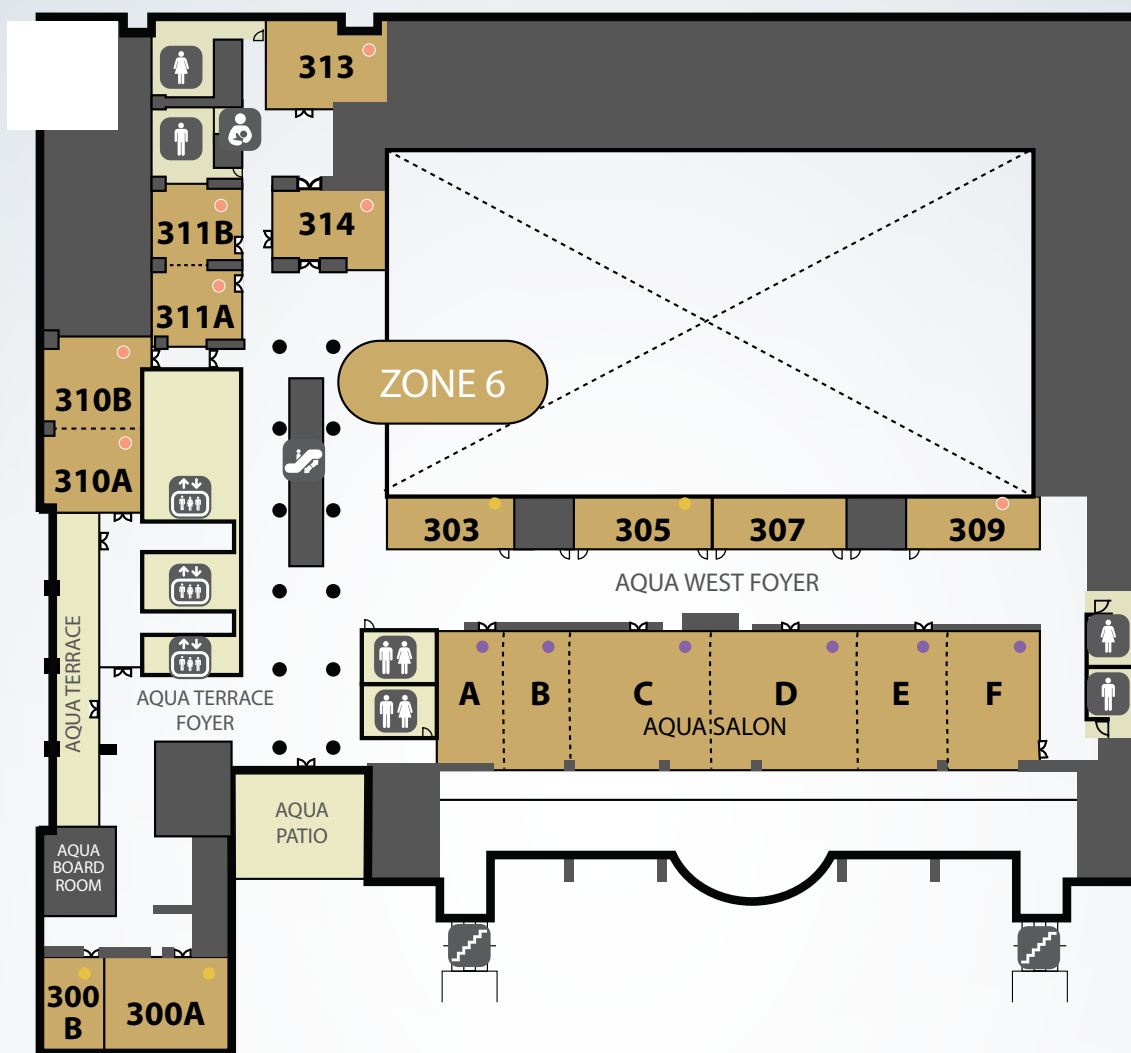 313
311B
314
311A
ZONE 6
310B
310A
303
305
307
309
AQUA WEST FOYER
AQUA TERRACE
AQUA TERRACE
FOYER
A
B
C
D
E
F
AQUA SALON
AQUA
PATIO
AQUA
BOARD
ROOM
300
B
300A